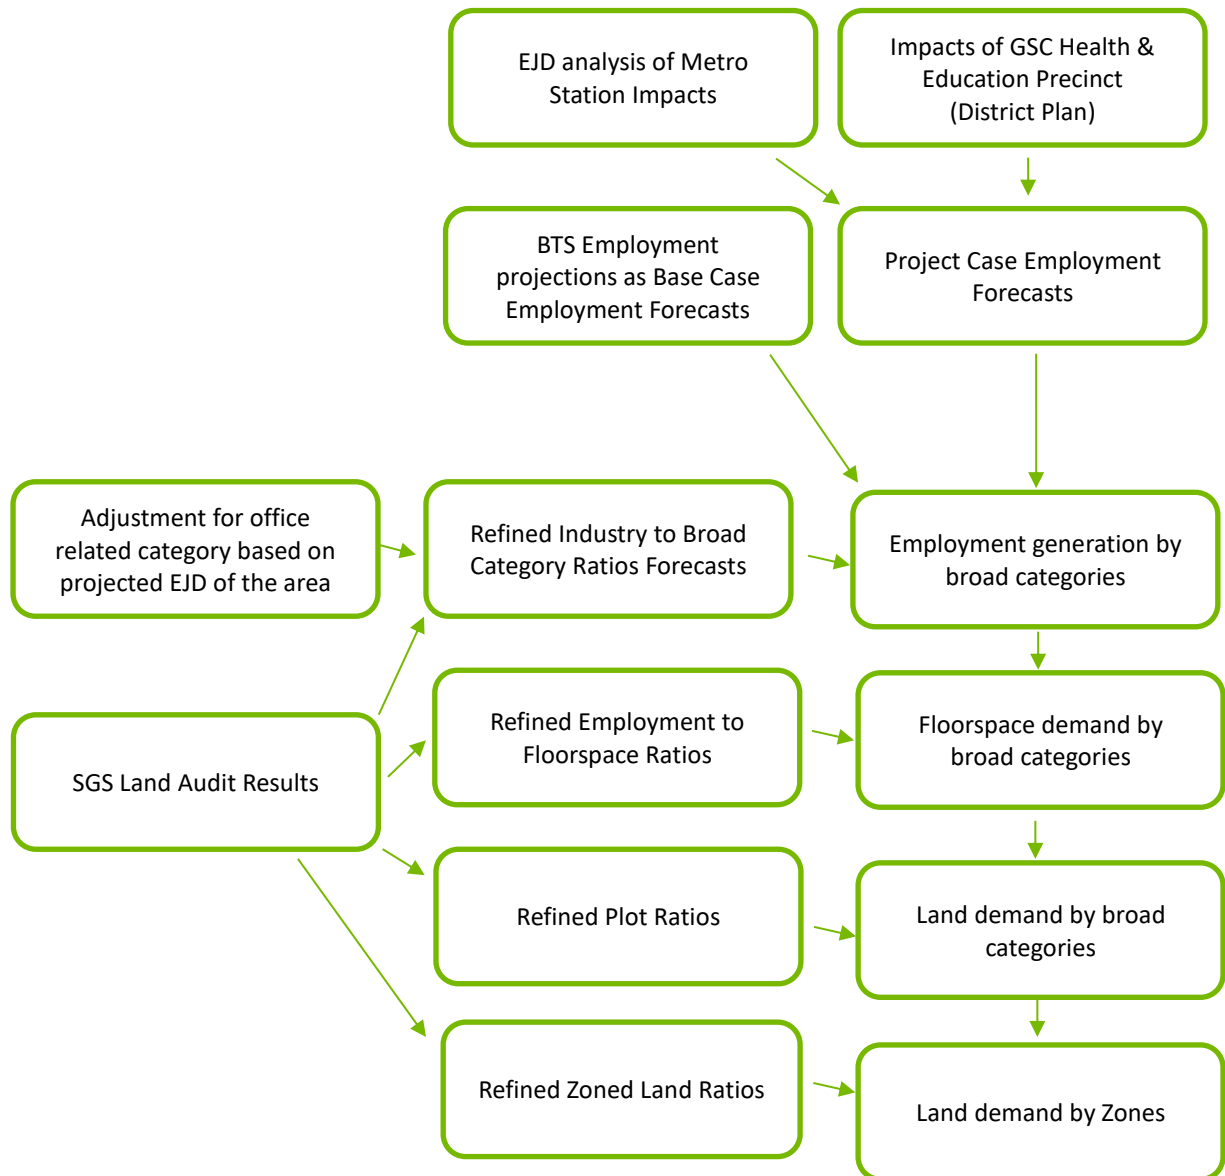 EJD analysis of Metro
Station Impacts
Impacts of GSC Health &
Education Precinct
(District Plan)
BTS Employment
projections as Base Case
Employment Forecasts
Project Case Employment
Forecasts
Adjustment for office
related category based on
projected EJD of the area
Refined Industry to Broad
Category Ratios Forecasts
Employment generation by
broad categories
SGS Land Audit Results
Refined Employment to
Floorspace Ratios
Floorspace demand by
broad categories
Refined Plot Ratios
Land demand by broad
categories
Refined Zoned Land Ratios
Land demand by Zones